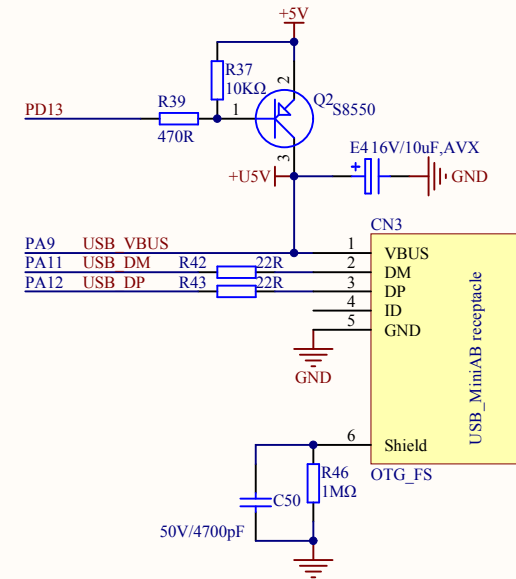 +5V
R37
10KΩ
2
Q2
S8550
PD13
R39
1
470R
3
+U5V
E4 16V/10uF,AVX
GND
CN3
PA9 USB_VBUS 1 VBUS
PA11 USB_DM R42 22R 2 DM
PA12 USB_DP R43 22R 3 DP
4 ID
5 GND
GND
USB_MiniAB receptacle
6 Shield
OTG_FS
R46
1MΩ
C50
50V/4700pF